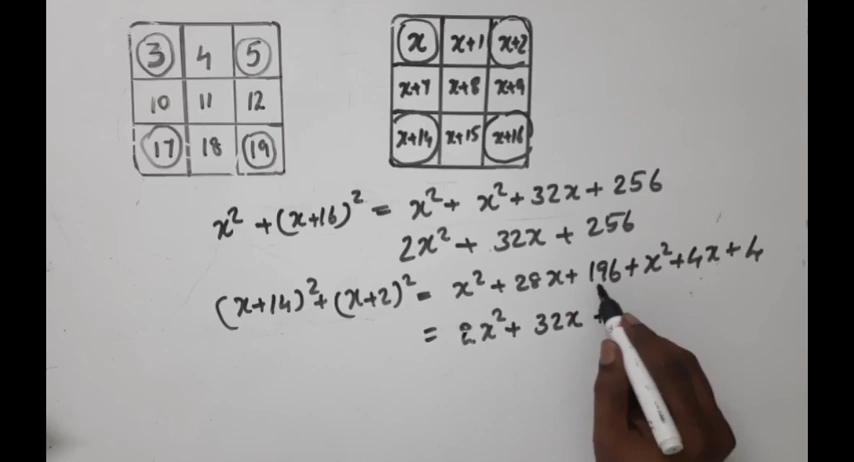 3 4 5
10 11 12
17 18 19
x x+1 x+2
x+7 x+8 x+9
x+14 x+15 x+16
x² + (x+16)² = x² + x² + 32x + 256
2x² + 32x + 256
(x+14)² + (x+2)² = x² + 28x + 196 + x² + 4x + 4
= 2x² + 32x +